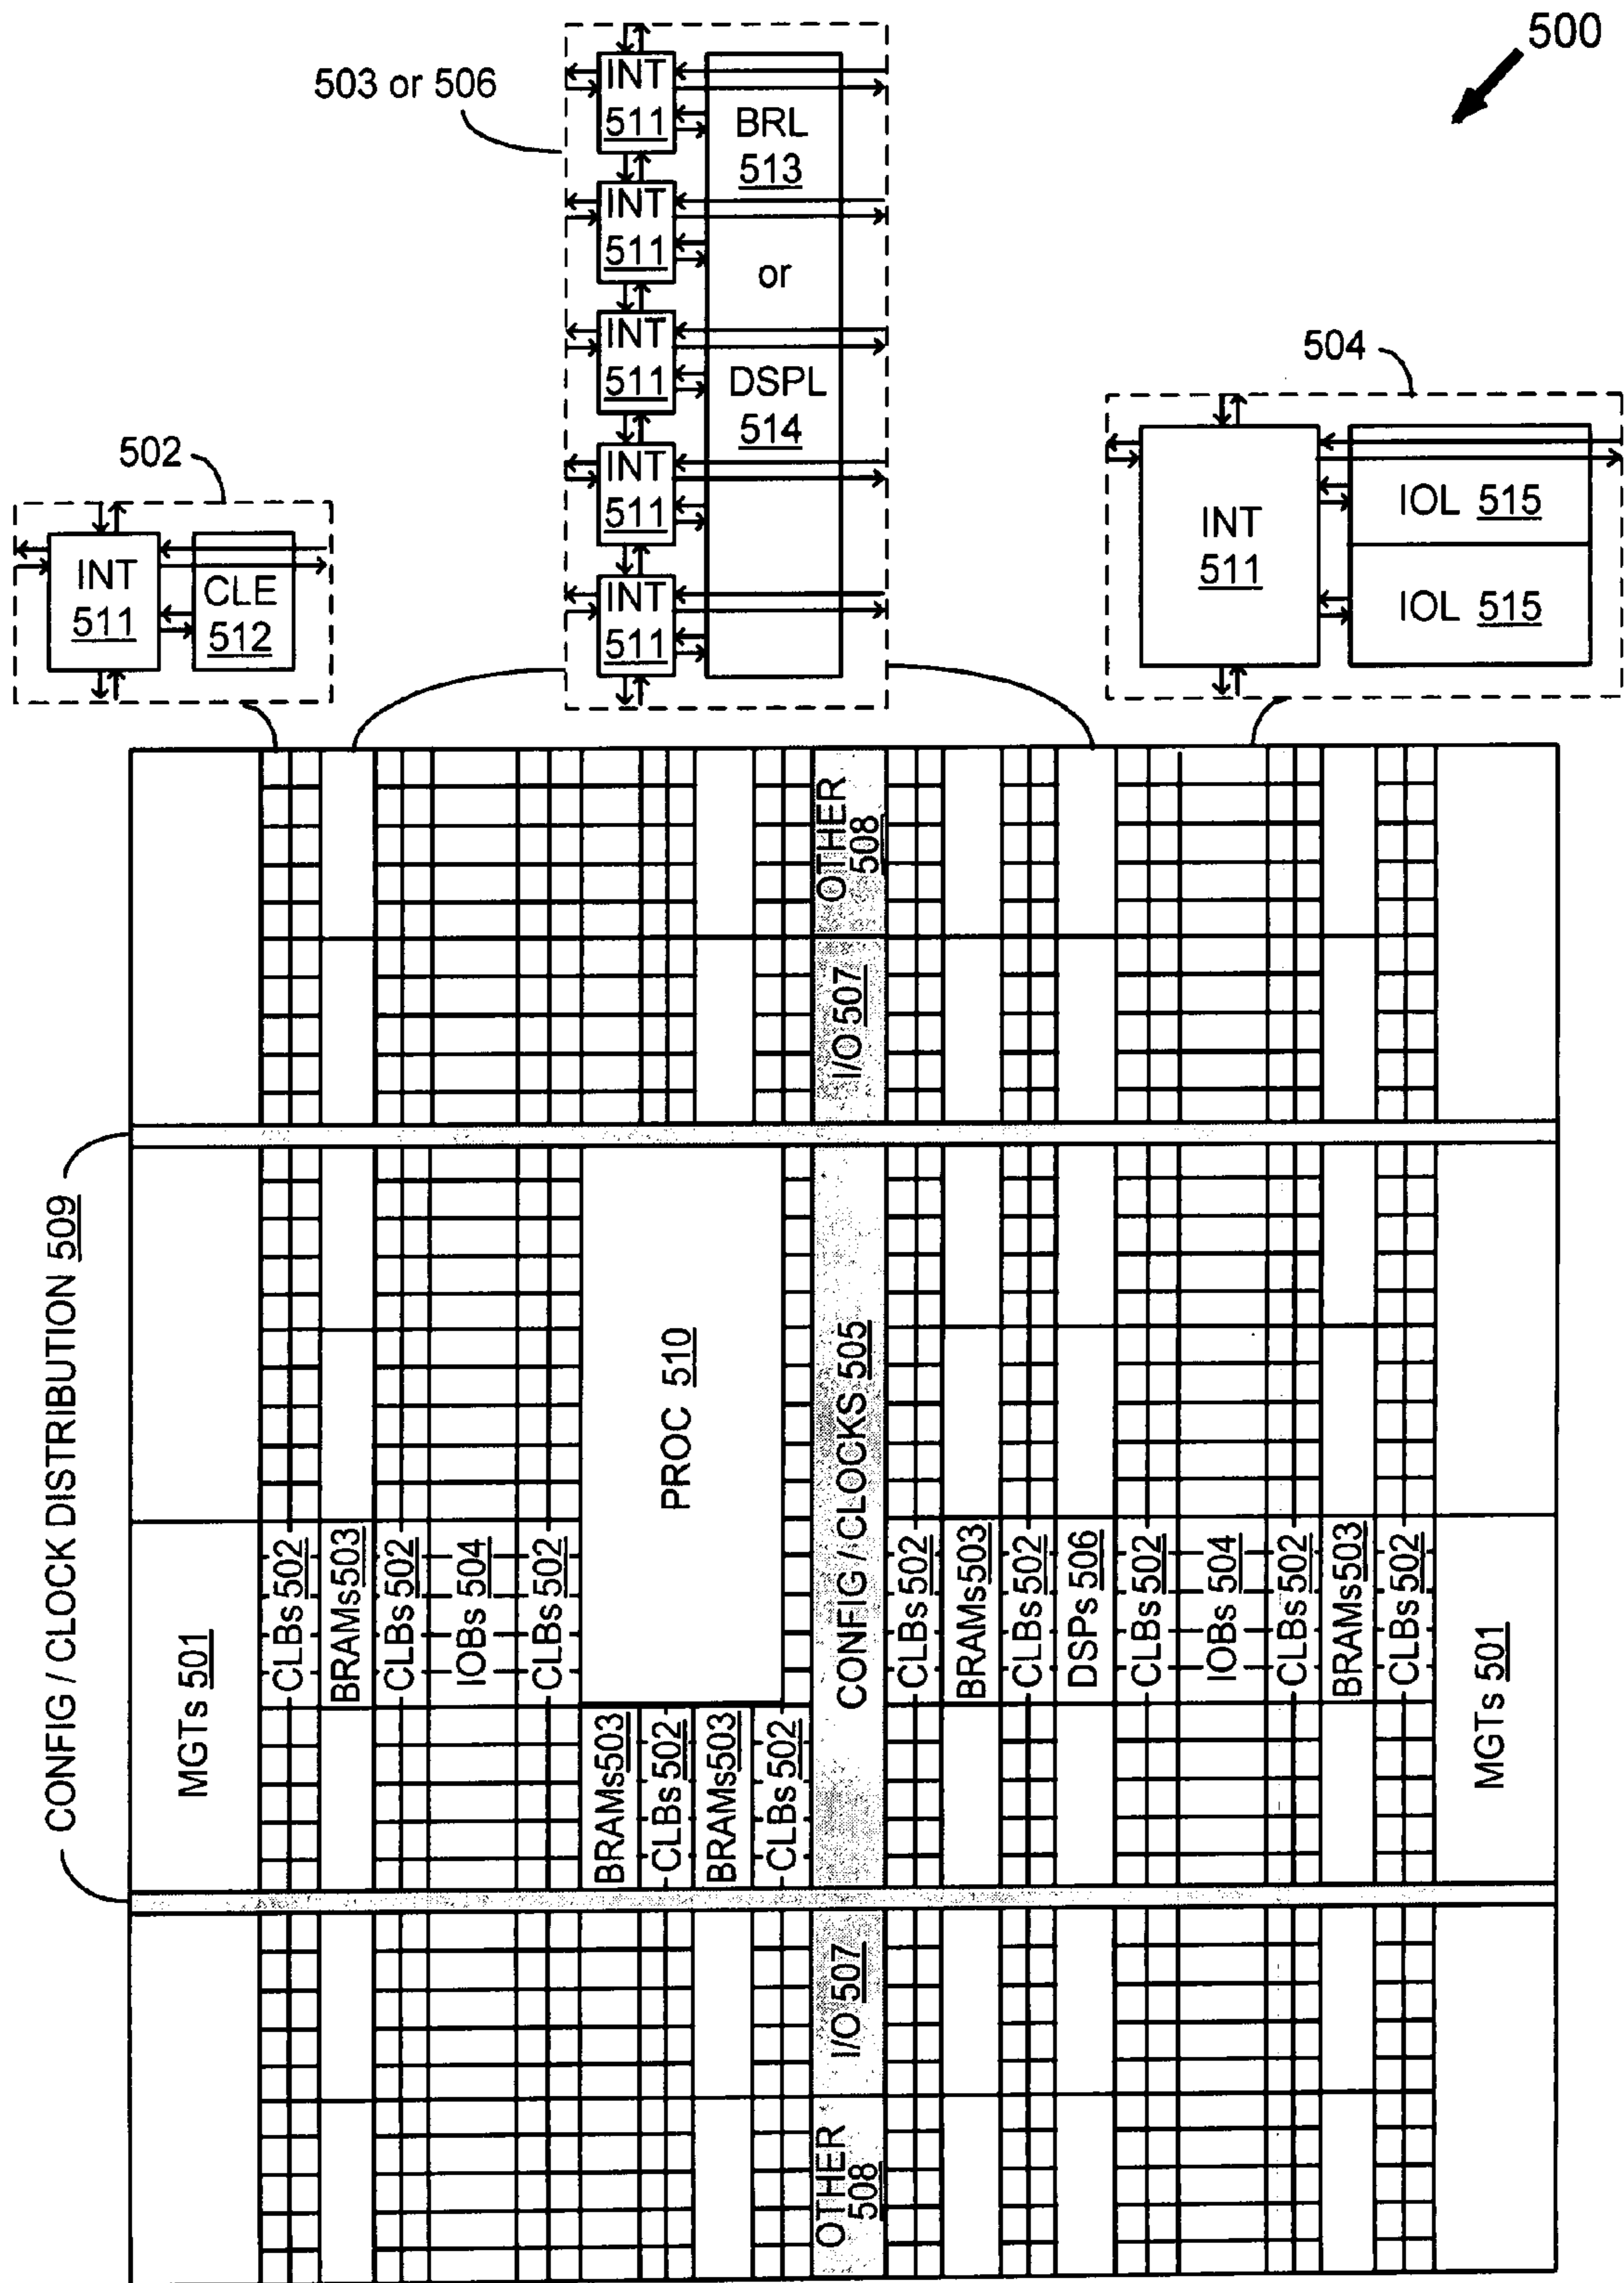 500
503 or 506
INT
511
INT
511
INT
511
INT
511
INT
511
BRL
513
or
DSPL
514
504
INT
511
IOL 515
IOL 515
502
INT
511
CLE
512
CONFIG / CLOCK DISTRIBUTION 509
OTHER
508
I/O 507
PROC 510
CONFIG / CLOCKS 505
MGTs 501
CLBs 502
BRAMs 503
CLBs 502
IOBs 504
CLBs 502
BRAMs 503
CLBs 502
BRAMs 503
CLBs 502
CLBs 502
BRAMs 503
CLBs 502
DSPs 506
CLBs 502
IOBs 504
CLBs 502
BRAMs 503
CLBs 502
MGTs 501
I/O 507
OTHER
508